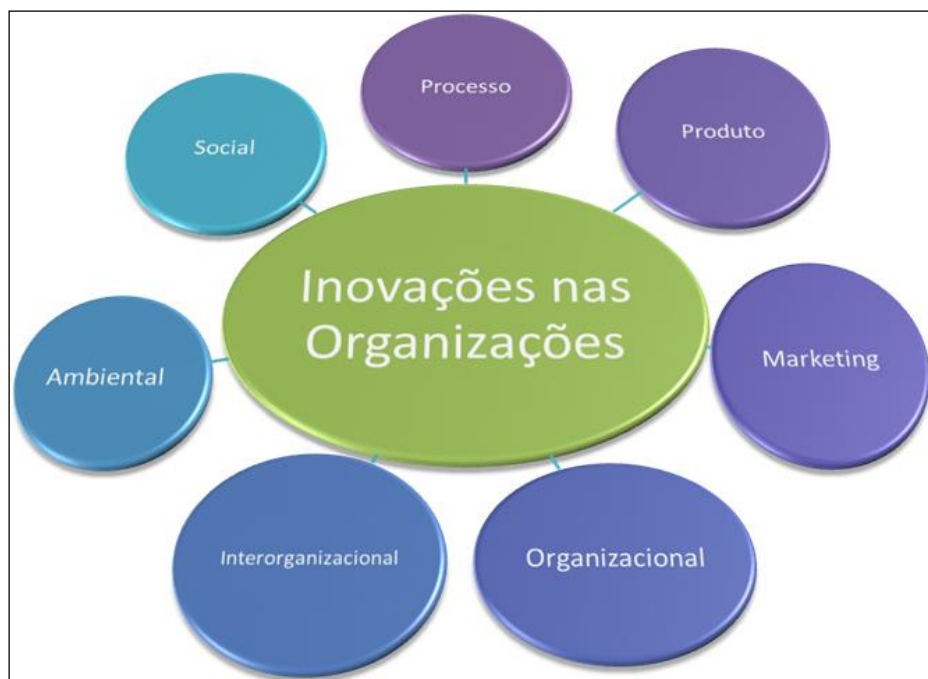 Processo
Produto
Social
Inovações nas
Organizações
Marketing
Ambiental
Organizacional
Interorganizacional